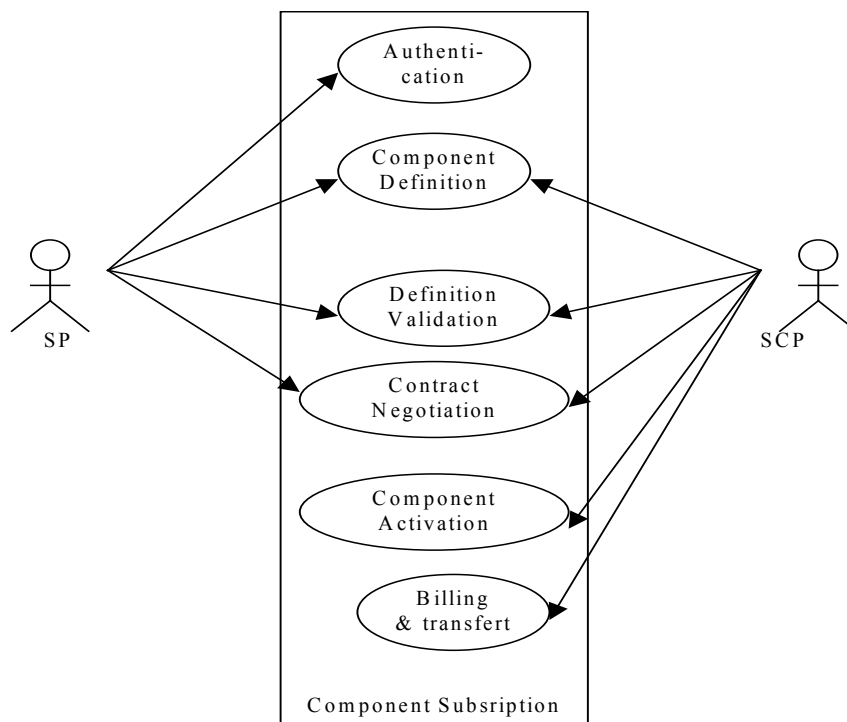 Authenti-
cation
Component
Definition
Definition
Validation
SP
SCP
Contract
Negotiation
Component
Activation
Billing
& transfert
Component Subsription